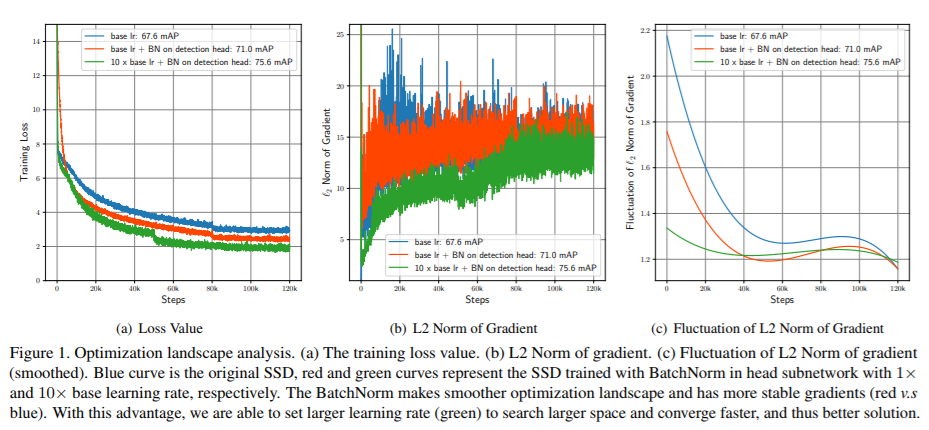 14
12
10
8
6
4
2
0
Training Loss
base lr: 67.6 mAP
base lr + BN on detection head: 71.0 mAP
10 x base lr + BN on detection head: 75.6 mAP
0 20k 40k 60k 80k 100k 120k
Steps
25
20
15
10
5
ℓ2 Norm of Gradient
base lr: 67.6 mAP
base lr + BN on detection head: 71.0 mAP
10 x base lr + BN on detection head: 75.6 mAP
0 20k 40k 60k 80k 100k 120k
Steps
2.2
2.0
1.8
1.6
1.4
1.2
Fluctuation of ℓ2 Norm of Gradient
base lr: 67.6 mAP
base lr + BN on detection head: 71.0 mAP
10 x base lr + BN on detection head: 75.6 mAP
0 20k 40k 60k 80k 100k 120k
Steps
(a) Loss Value
(b) L2 Norm of Gradient
(c) Fluctuation of L2 Norm of Gradient
Figure 1. Optimization landscape analysis. (a) The training loss value. (b) L2 Norm of gradient. (c) Fluctuation of L2 Norm of gradient
(smoothed). Blue curve is the original SSD, red and green curves represent the SSD trained with BatchNorm in head subnetwork with 1×
and 10× base learning rate, respectively. The BatchNorm makes smoother optimization landscape and has more stable gradients (red v.s
blue). With this advantage, we are able to set larger learning rate (green) to search larger space and converge faster, and thus better solution.